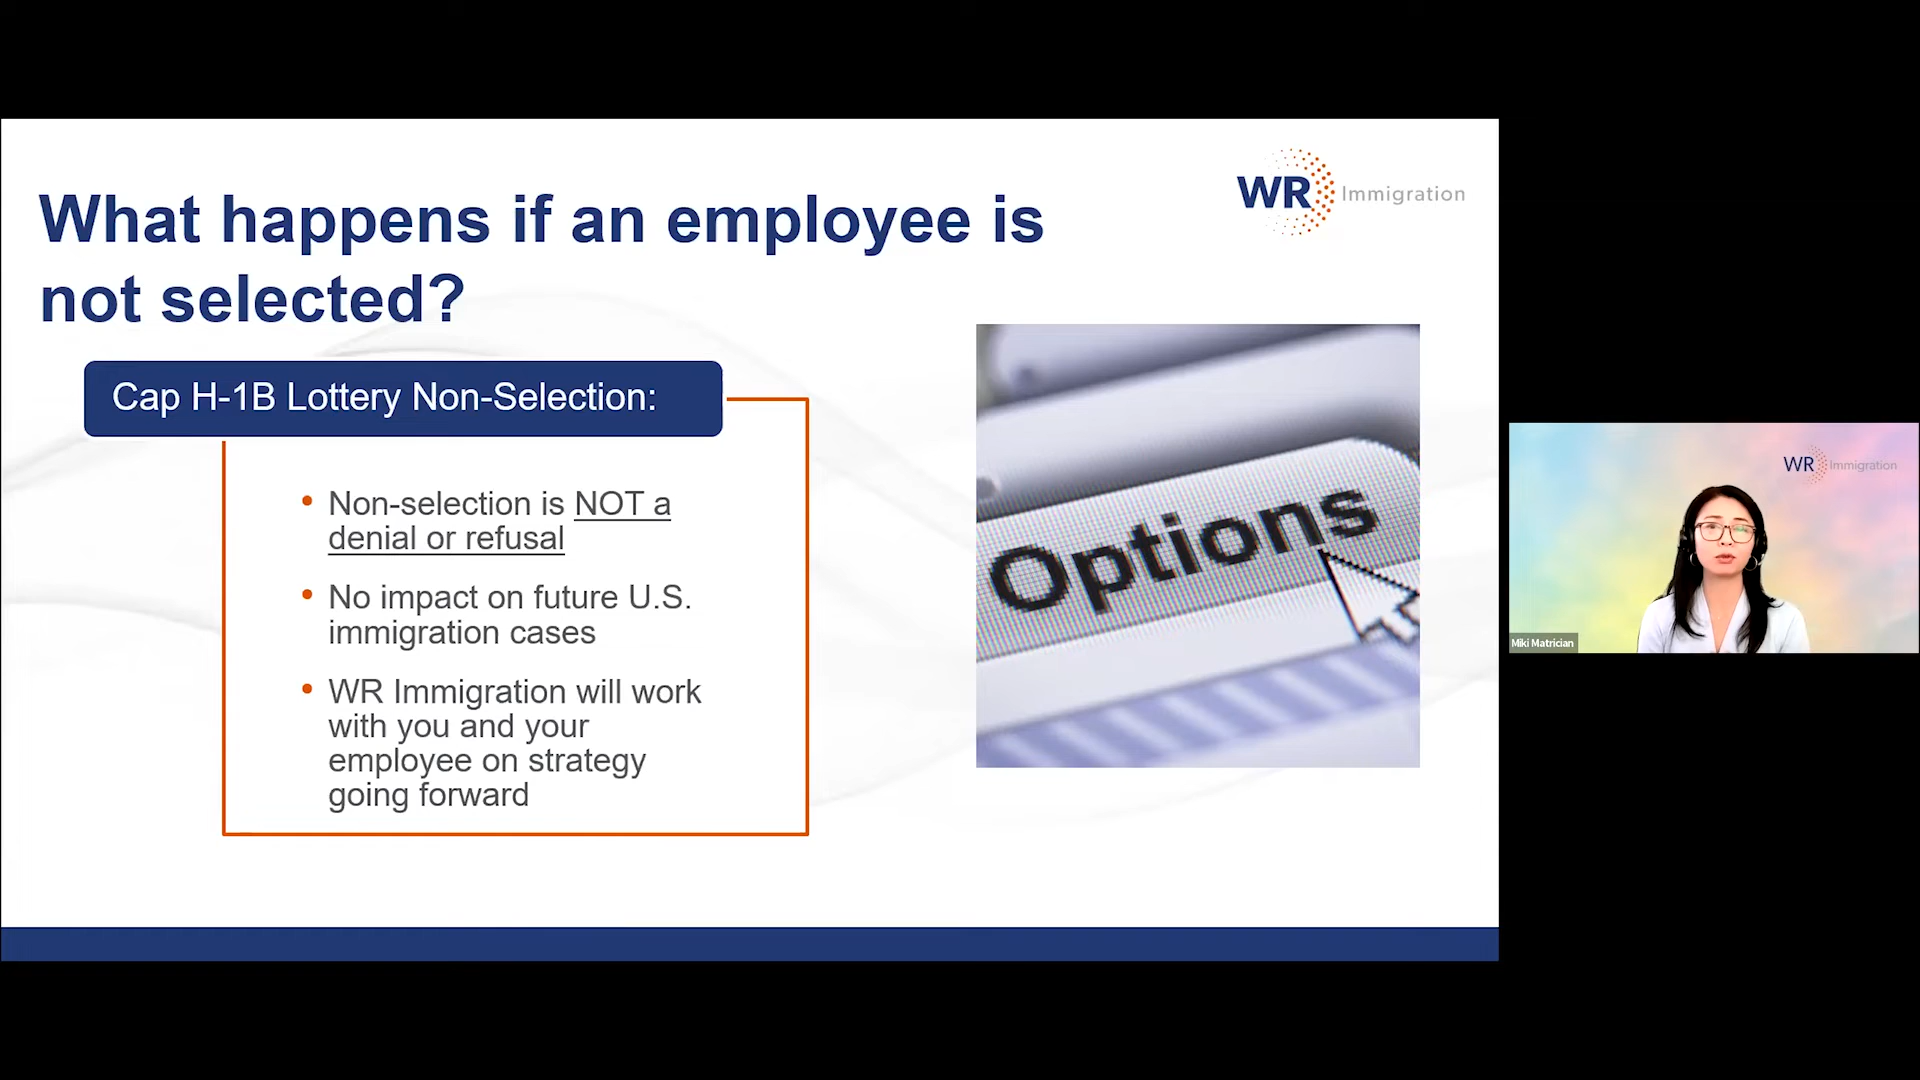 What happens if an employee is
not selected?
WR Immigration
Cap H-1B Lottery Non-Selection:
• Non-selection is NOT a
denial or refusal
• No impact on future U.S.
immigration cases
• WR Immigration will work
with you and your
employee on strategy
going forward
Options
WR Immigration
Miki Matrician